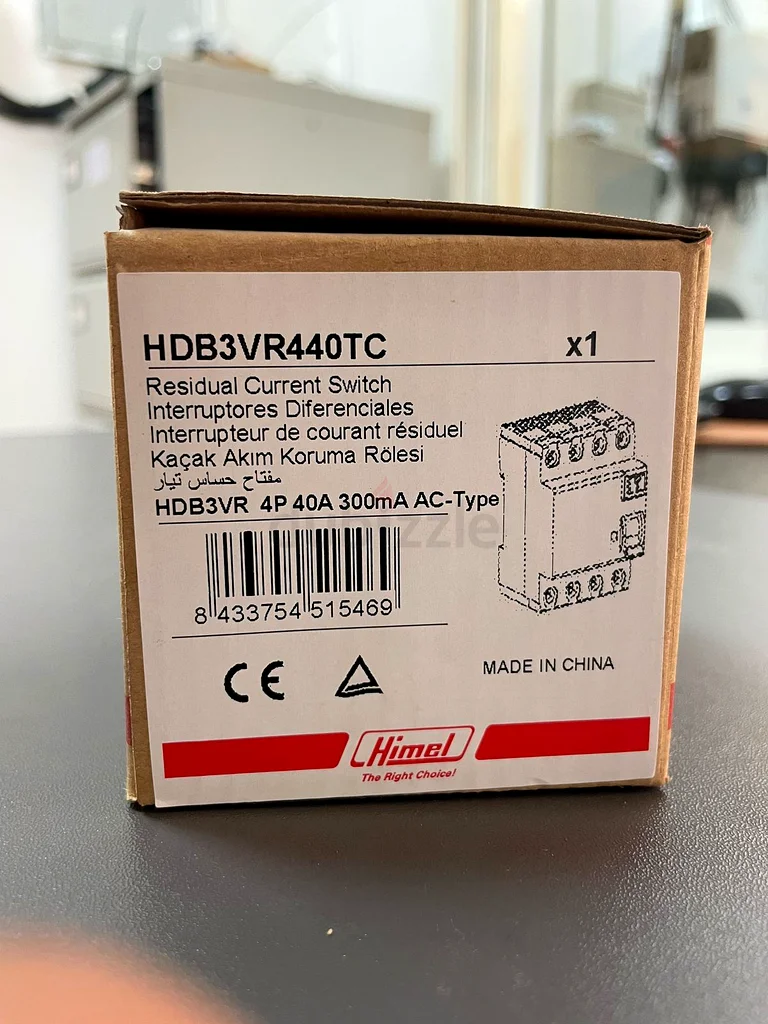 HDB3VR440TC x1
Residual Current Switch
Interruptores Diferenciales
Interrupteur de courant résiduel
Kaçak Akım Koruma Rölesi
مفتاح حساس تيار
HDB3VR 4P 40A 300mA AC-Type
dubizzle
8 433754 515469
CE
MADE IN CHINA
Himel
The Right Choice!